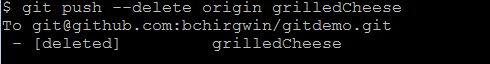 $ git push --delete origin grilledCheese
To git@github.com:bchirgwin/gitdemo.git
 - [deleted]         grilledCheese